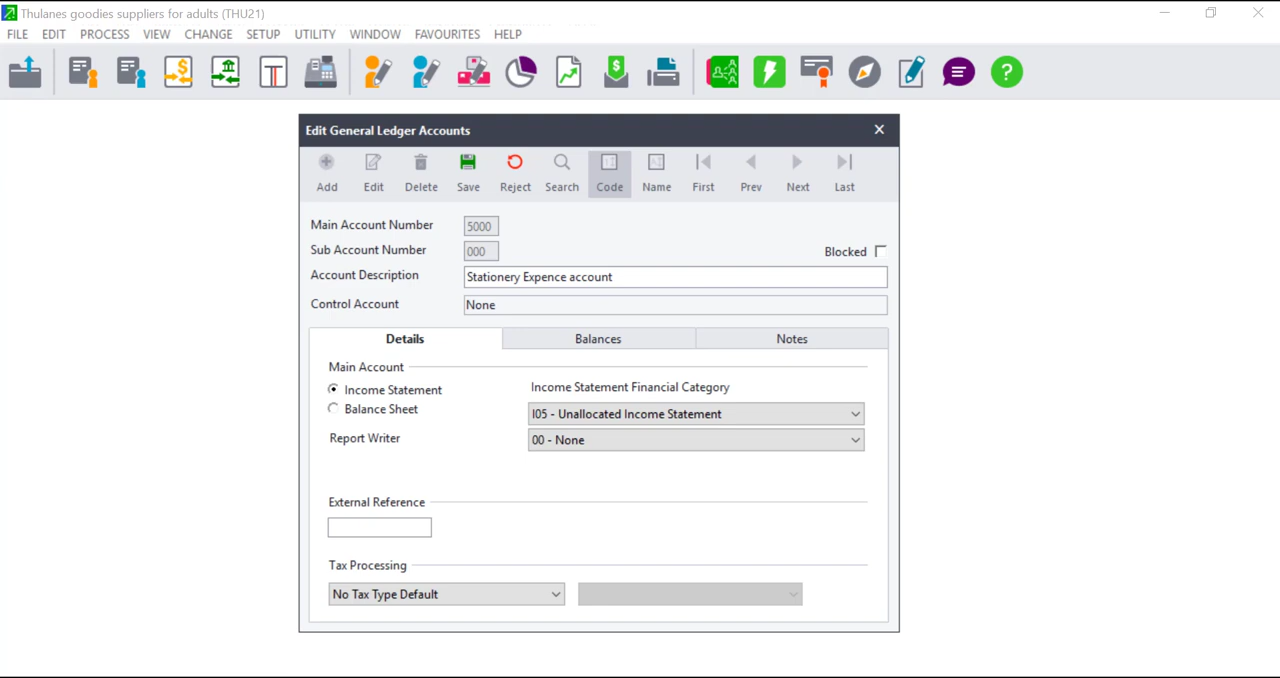 Thulanes goodies suppliers for adults (THU21)
FILE EDIT PROCESS VIEW CHANGE SETUP UTILITY WINDOW FAVOURITES HELP
Edit General Ledger Accounts
Add Edit Delete Save Reject Search Code Name First Prev Next Last
Main Account Number 5000
Sub Account Number 000
Blocked
Account Description Stationery Expence account
Control Account None
Details Balances Notes
Main Account
Income Statement
Income Statement Financial Category
Balance Sheet
I05 - Unallocated Income Statement
Report Writer
00 - None
External Reference
Tax Processing
No Tax Type Default